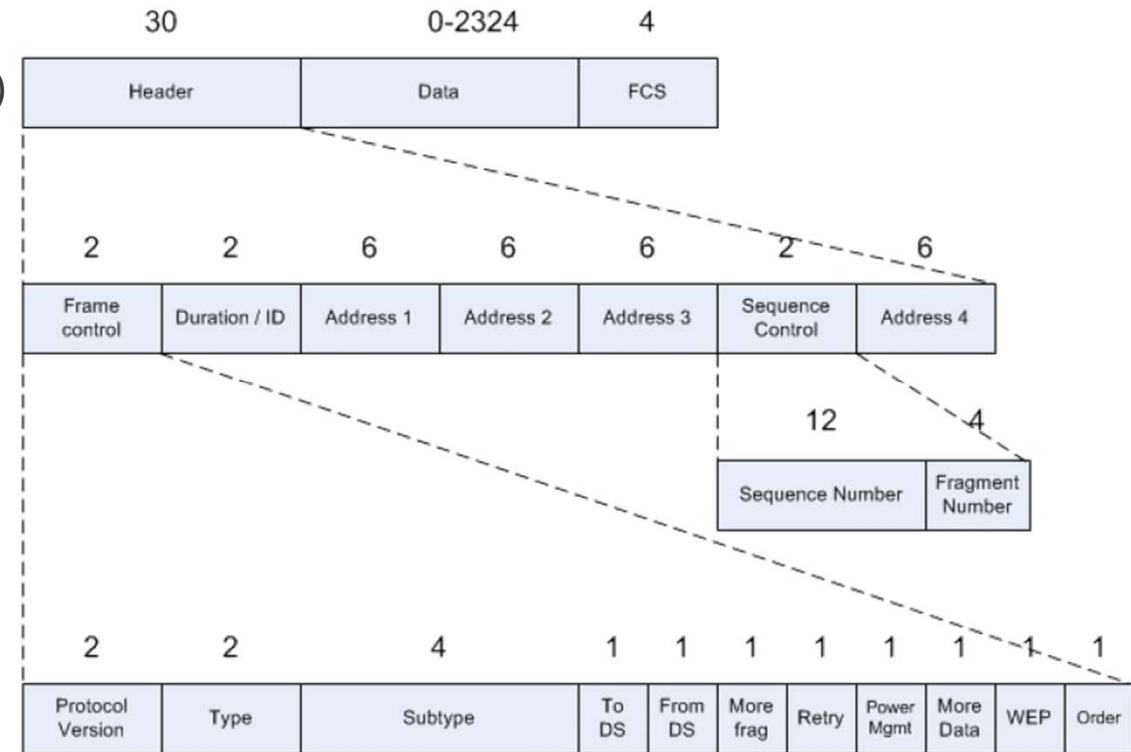 30 0-2324 4
)
Header Data FCS
2 2 6 6 6 2 6
Frame control Duration / ID Address 1 Address 2 Address 3 Sequence Control Address 4
12 4
Sequence Number Fragment Number
2 2 4 1 1 1 1 1 1 1 1
Protocol Version Type Subtype To DS From DS More frag Retry Power Mgmt More Data WEP Order